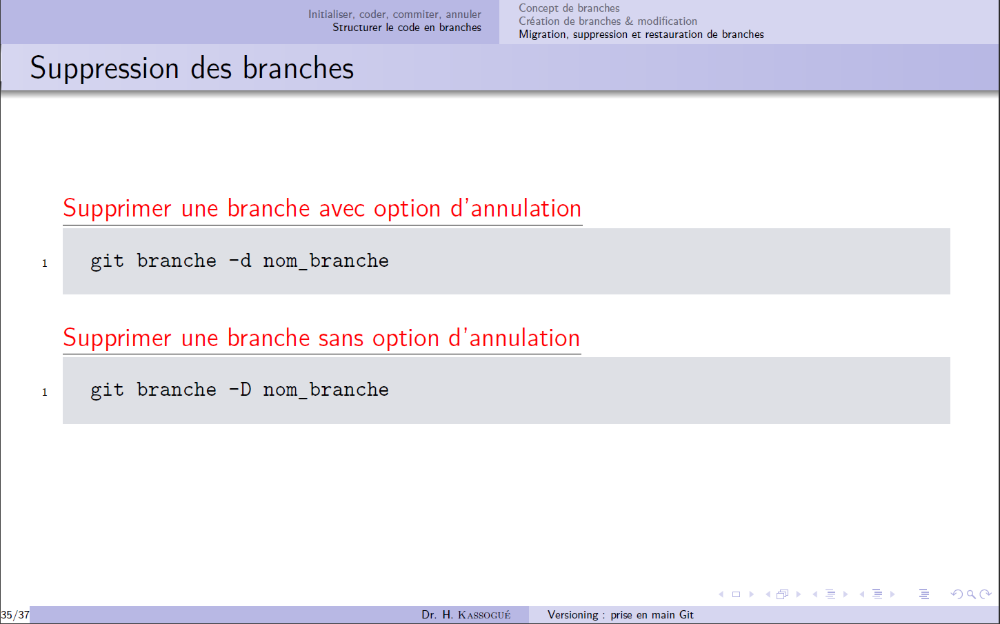 Initialiser, coder, commiter, annuler
Structurer le code en branches
Concept de branches
Création de branches & modification
Migration, suppression et restauration de branches
Suppression des branches
Supprimer une branche avec option d'annulation
1 git branche -d nom_branche
Supprimer une branche sans option d'annulation
1 git branche -D nom_branche
35/37 Dr. H. KASSOGUÉ Versioning : prise en main Git